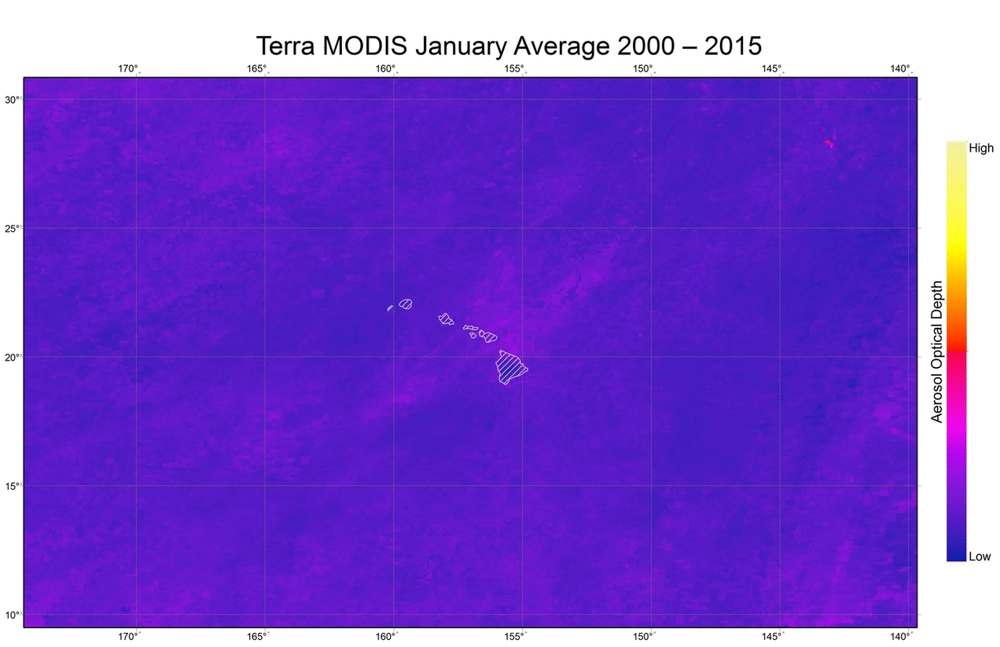 Terra MODIS January Average 2000 – 2015
170° 165° 160° 155° 150° 145° 140°
30°
25°
20°
15°
10°
170° 165° 160° 155° 150° 145° 140°
High
Aerosol Optical Depth
Low